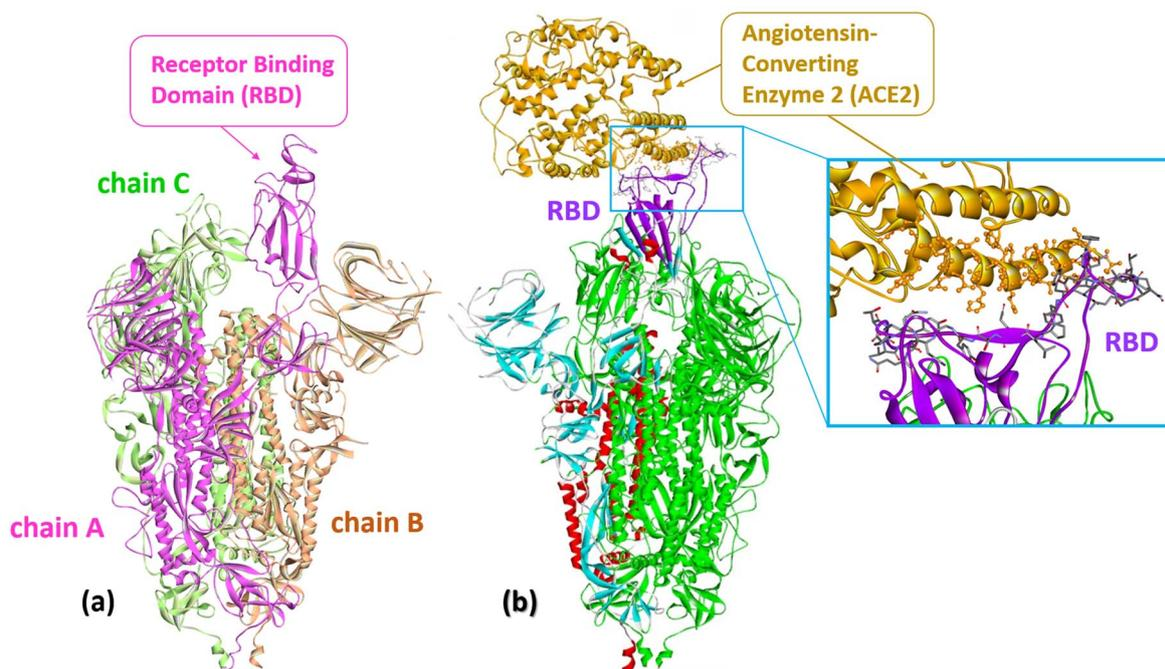 Receptor Binding
Domain (RBD)
chain C
chain A
chain B
(a)
Angiotensin-
Converting
Enzyme 2 (ACE2)
RBD
RBD
(b)